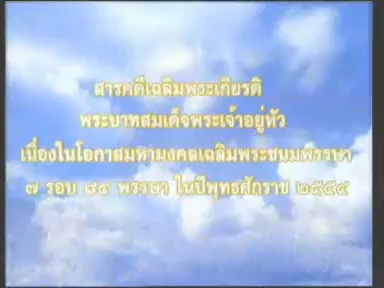 สารคดีเฉลิมพระเกียรติ
พระบาทสมเด็จพระเจ้าอยู่หัว
เนื่องในโอกาสมหามงคลเฉลิมพระชนมพรรษา
๗ รอบ ๘๔ พรรษา ในปีพุทธศักราช ๒๕๕๔